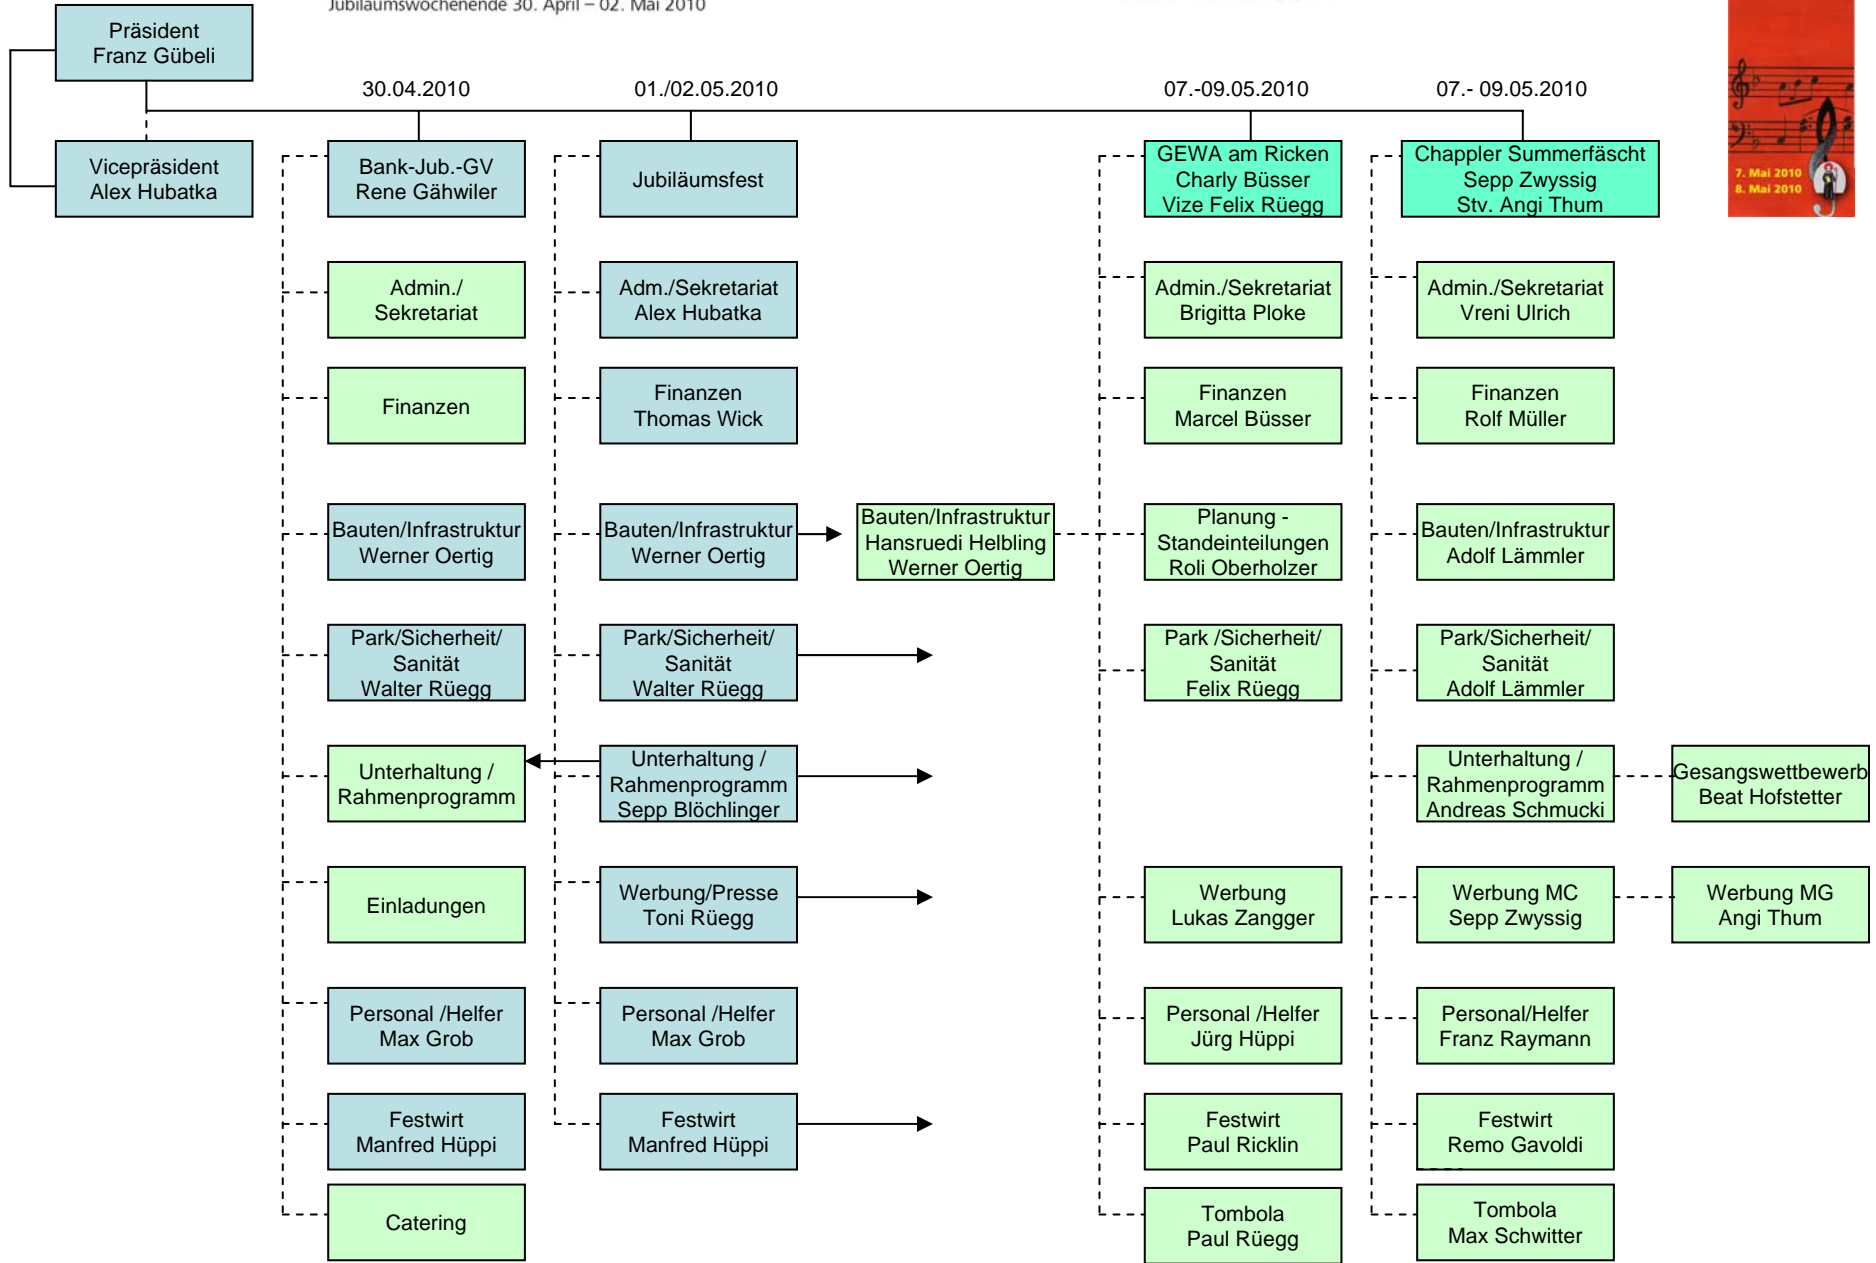 Jubiläumswochenende 30. April – 02. Mai 2010
Präsident
Franz Gübeli
Vicepräsident
Alex Hubatka
30.04.2010
Bank-Jub.-GV
Rene Gähwiler
Admin./
Sekretariat
Finanzen
Bauten/Infrastruktur
Werner Oertig
Park/Sicherheit/
Sanität
Walter Rüegg
Unterhaltung /
Rahmenprogramm
Einladungen
Personal /Helfer
Max Grob
Festwirt
Manfred Hüppi
Catering
01./02.05.2010
Jubiläumsfest
Adm./Sekretariat
Alex Hubatka
Finanzen
Thomas Wick
Bauten/Infrastruktur
Werner Oertig
Park/Sicherheit/
Sanität
Walter Rüegg
Unterhaltung /
Rahmenprogramm
Sepp Blöchlinger
Werbung/Presse
Toni Rüegg
Personal /Helfer
Max Grob
Festwirt
Manfred Hüppi
Bauten/Infrastruktur
Hansruedi Helbling
Werner Oertig
07.-09.05.2010
GEWA am Ricken
Charly Büsser
Vize Felix Rüegg
Admin./Sekretariat
Brigitta Ploke
Finanzen
Marcel Büsser
Planung -
Standeinteilungen
Roli Oberholzer
Park /Sicherheit/
Sanität
Felix Rüegg
Werbung
Lukas Zangger
Personal /Helfer
Jürg Hüppi
Festwirt
Paul Ricklin
Tombola
Paul Rüegg
07.- 09.05.2010
Chappler Summerfäscht
Sepp Zwyssig
Stv. Angi Thum
Admin./Sekretariat
Vreni Ulrich
Finanzen
Rolf Müller
Bauten/Infrastruktur
Adolf Lämmler
Park/Sicherheit/
Sanität
Adolf Lämmler
Unterhaltung /
Rahmenprogramm
Andreas Schmucki
Gesangswettbewerb
Beat Hofstetter
Werbung MC
Sepp Zwyssig
Werbung MG
Angi Thum
Personal/Helfer
Franz Raymann
Festwirt
Remo Gavoldi
Tombola
Max Schwitter
7. Mai 2010
8. Mai 2010